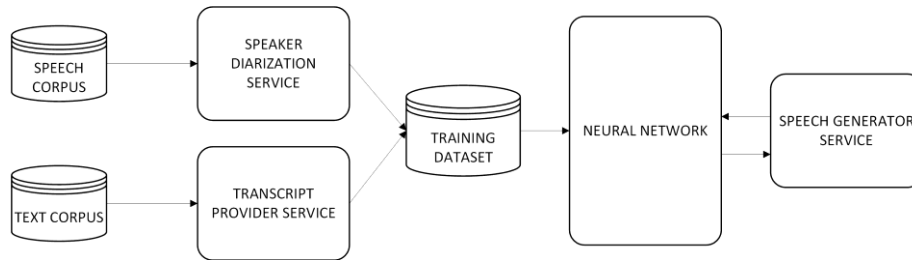 SPEECH
CORPUS
SPEAKER
DIARIZATION
SERVICE
TEXT CORPUS
TRANSCRIPT
PROVIDER SERVICE
TRAINING
DATASET
NEURAL NETWORK
SPEECH GENERATOR
SERVICE